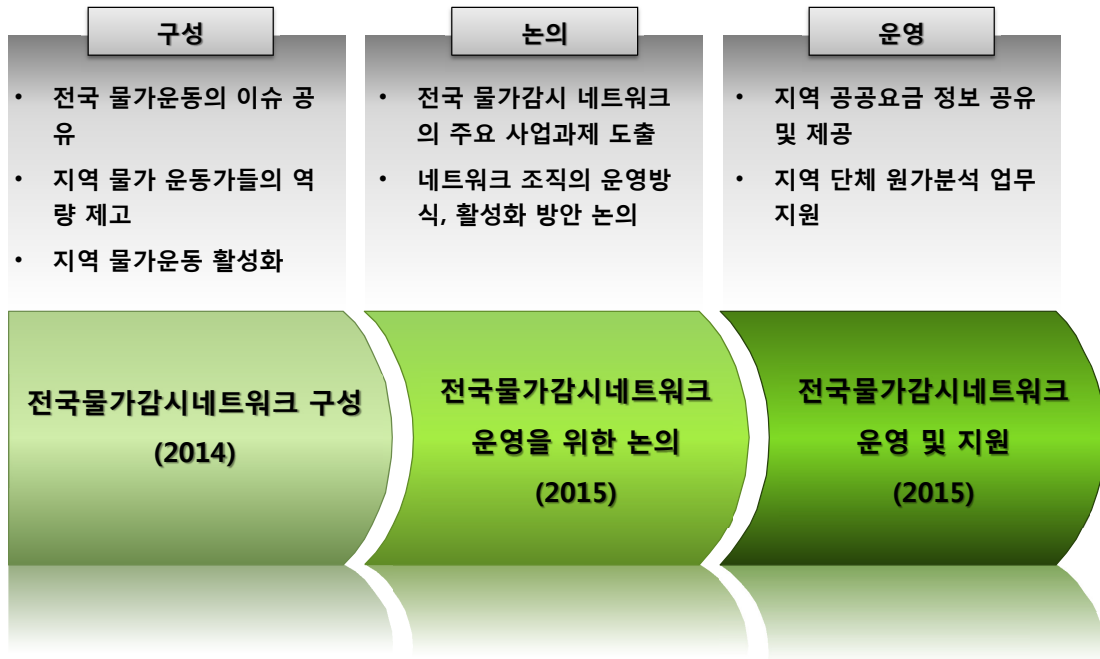 구성
• 전국 물가운동의 이슈 공
유
• 지역 물가 운동가들의 역
량 제고
• 지역 물가운동 활성화
전국물가감시네트워크 구성
(2014)
논의
• 전국 물가감시 네트워크
의 주요 사업과제 도출
• 네트워크 조직의 운영방
식, 활성화 방안 논의
전국물가감시네트워크
운영을 위한 논의
(2015)
운영
• 지역 공공요금 정보 공유
및 제공
• 지역 단체 원가분석 업무
지원
전국물가감시네트워크
운영 및 지원
(2015)